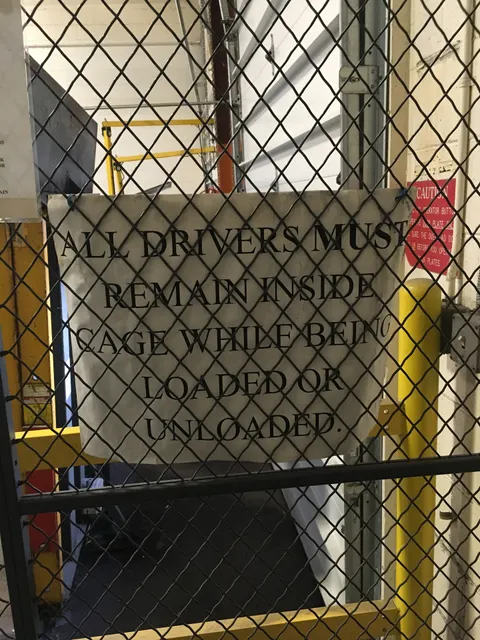 ALL DRIVERS MUST
REMAIN INSIDE
CAGE WHILE BEING
LOADED OR
UNLOADED.
CAUTION